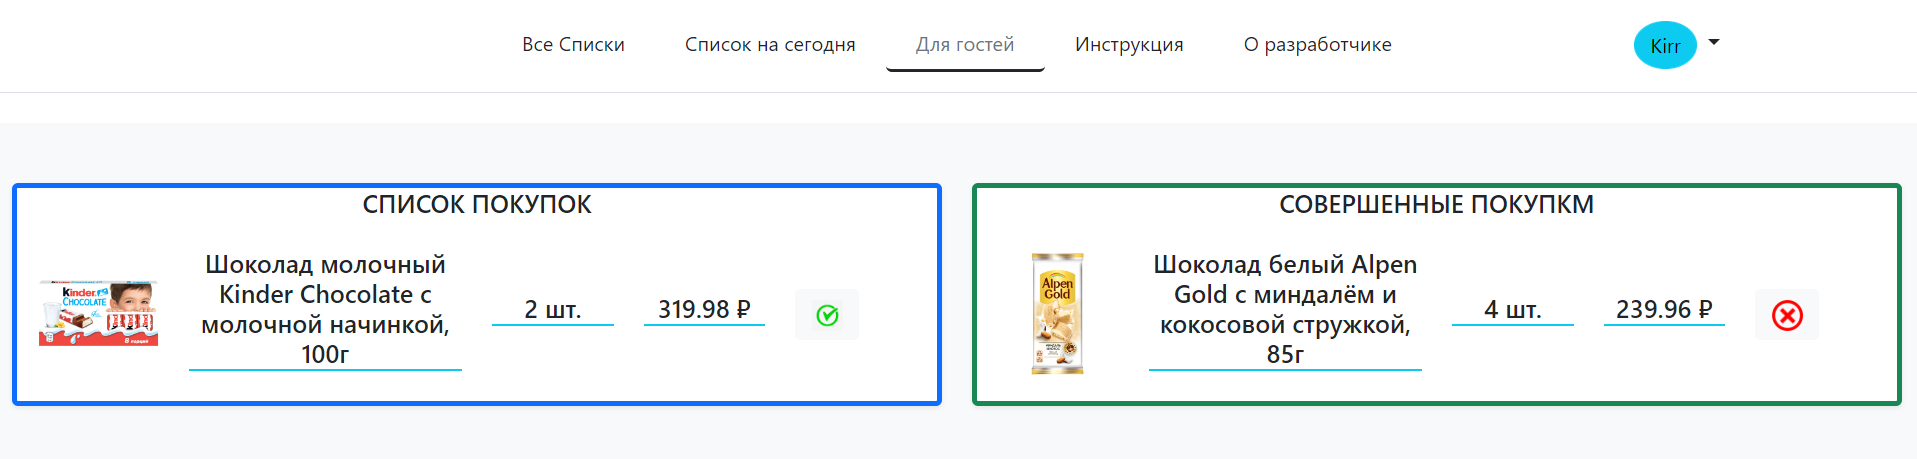 Все Списки
Список на сегодня
Для гостей
Инструкция
О разработчике
Kirr
СПИСОК ПОКУПОК
Kinder
CHOCOLATE
Шоколад молочный
Kinder Chocolate с
молочной начинкой,
100г
2 шт.
319.98 ₽
СОВЕРШЕННЫЕ ПОКУПКМ
Alpen
Gold
Шоколад белый Alpen
Gold с миндалём и
кокосовой стружкой,
85г
4 шт.
239.96 ₽